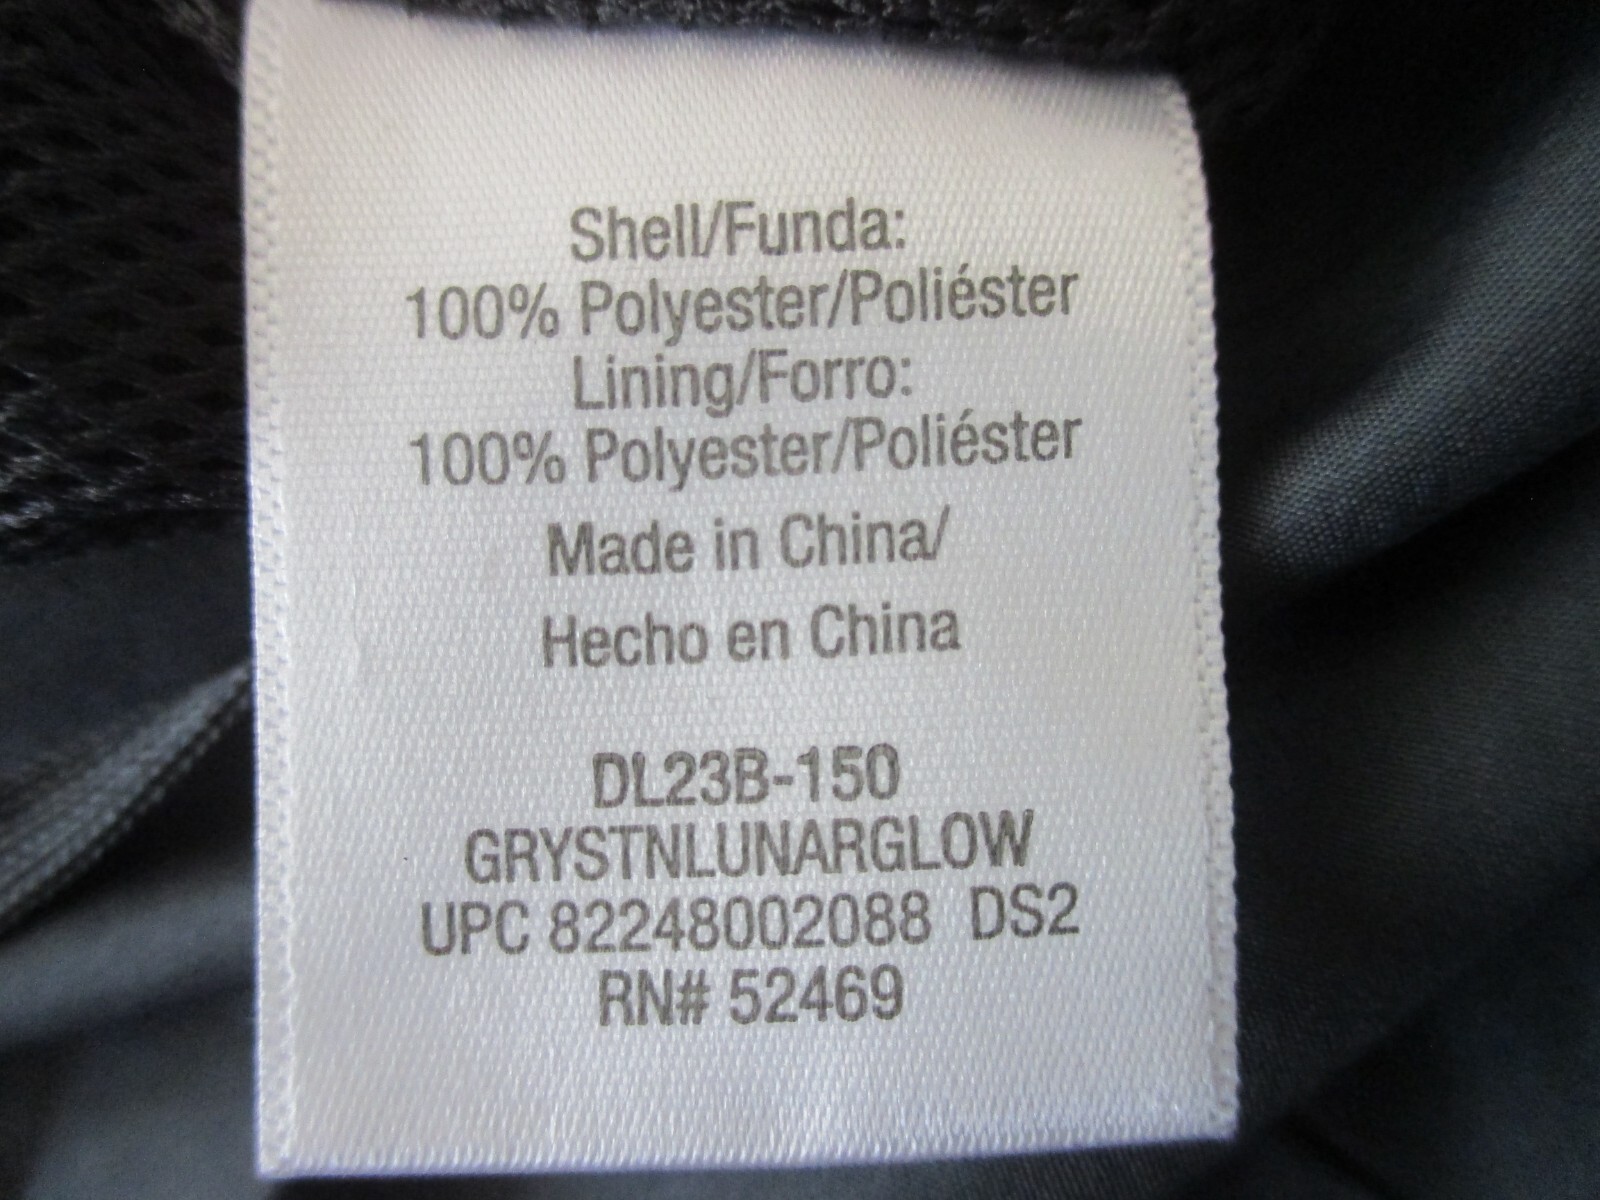 Shell/Funda:
100% Polyester/Poliéster
Lining/Forro:
100% Polyester/Poliéster
Made in China/
Hecho en China
DL23B-150
GRYSTNLUNARGLOW
UPC 82248002088 DS2
RN# 52469